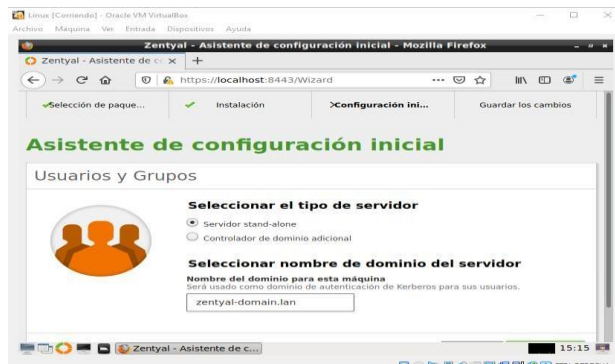 Linux [Corriendo] - Oracle VM VirtualBox
Archivo Máquina Ver Entrada Dispositivos Ayuda
Zentyal - Asistente de configuración inicial - Mozilla Firefox
Zentyal - Asistente de co
https://localhost:8443/Wizard
Selección de paque...
Instalación
Configuración ini...
Guardar los cambios
Asistente de configuración inicial
Usuarios y Grupos
Seleccionar el tipo de servidor
Servidor stand-alone
Controlador de dominio adicional
Seleccionar nombre de dominio del servidor
Nombre del dominio para esta máquina
Será usado como dominio de autenticación de Kerberos para sus usuarios.
zentyal-domain.lan
Zentyal - Asistente de c...
15:15